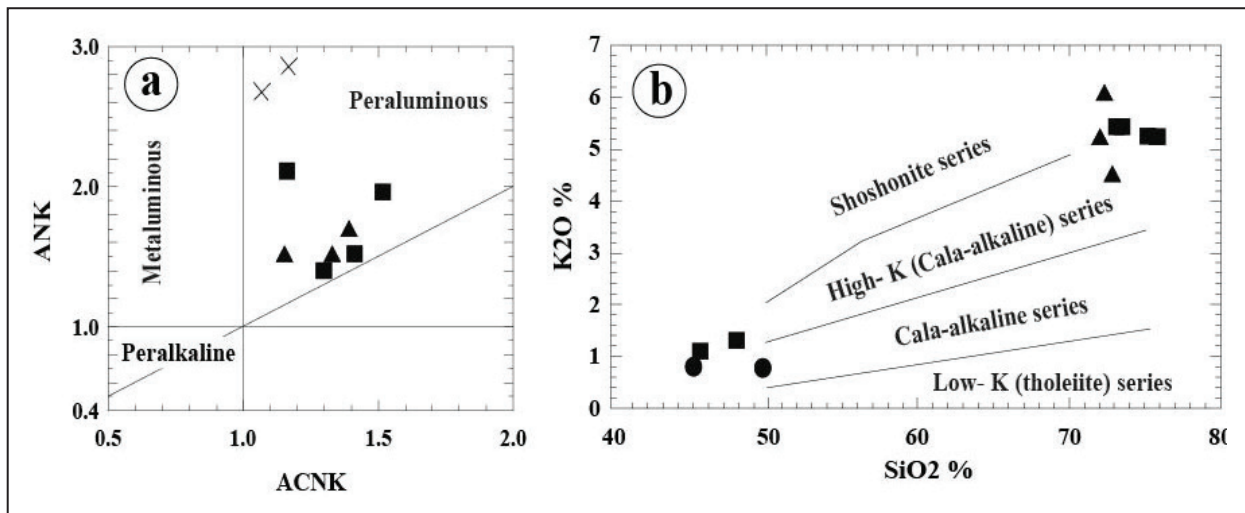 a
3.0
2.0
1.0
0.4
0.5
1.0
1.5
2.0
ANK
ACNK
Metaluminous
Peraluminous
Peralkaline
b
7
6
5
4
3
2
1
0
40
50
60
70
80
K2O %
SiO2 %
Shoshonite series
High- K (Cala-alkaline) series
Cala-alkaline series
Low- K (tholeiite) series